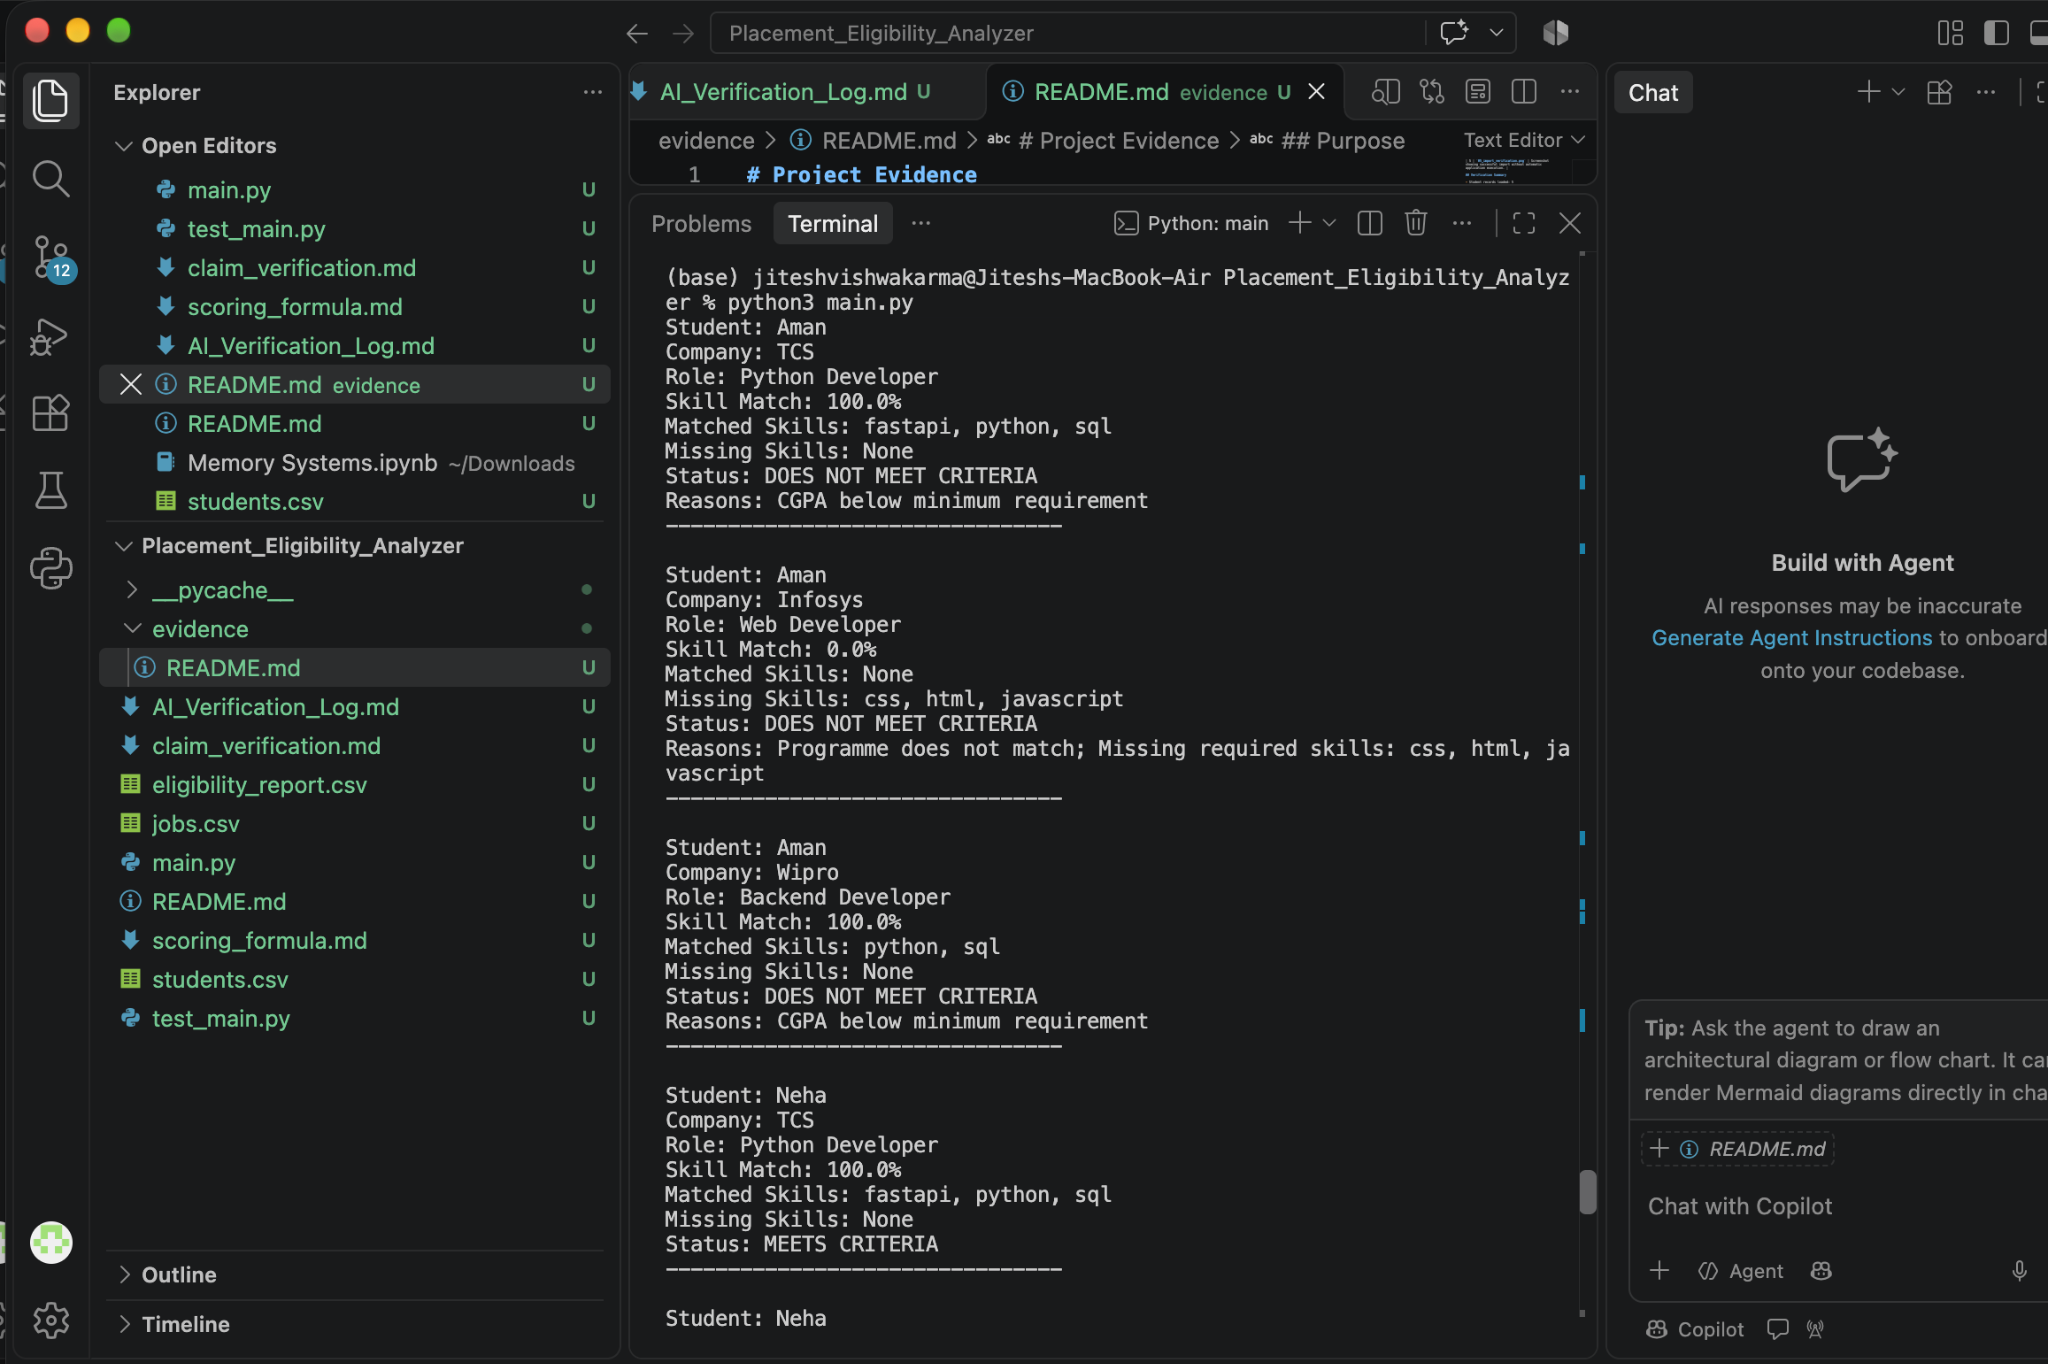 Placement_Eligibility_Analyzer
Explorer
Open Editors
main.py U
test_main.py U
claim_verification.md U
scoring_formula.md U
AI_Verification_Log.md U
README.md evidence U
README.md U
Memory Systems.ipynb ~/Downloads
students.csv U
Placement_Eligibility_Analyzer
__pycache__
evidence
README.md U
AI_Verification_Log.md U
claim_verification.md U
eligibility_report.csv U
jobs.csv U
main.py U
README.md U
scoring_formula.md U
students.csv U
test_main.py U
Outline
Timeline
12
AI_Verification_Log.md U
README.md evidence U
evidence > README.md > abc # Project Evidence > abc ## Purpose
Text Editor
1 # Project Evidence
Problems
Terminal
Python: main
(base) jiteshvishwakarma@Jiteshs-MacBook-Air Placement_Eligibility_Analyz
er % python3 main.py
Student: Aman
Company: TCS
Role: Python Developer
Skill Match: 100.0%
Matched Skills: fastapi, python, sql
Missing Skills: None
Status: DOES NOT MEET CRITERIA
Reasons: CGPA below minimum requirement
--------------------------------
Student: Aman
Company: Infosys
Role: Web Developer
Skill Match: 0.0%
Matched Skills: None
Missing Skills: css, html, javascript
Status: DOES NOT MEET CRITERIA
Reasons: Programme does not match; Missing required skills: css, html, ja
vascript
--------------------------------
Student: Aman
Company: Wipro
Role: Backend Developer
Skill Match: 100.0%
Matched Skills: python, sql
Missing Skills: None
Status: DOES NOT MEET CRITERIA
Reasons: CGPA below minimum requirement
--------------------------------
Student: Neha
Company: TCS
Role: Python Developer
Skill Match: 100.0%
Matched Skills: fastapi, python, sql
Missing Skills: None
Status: MEETS CRITERIA
--------------------------------
Student: Neha
Chat
Build with Agent
AI responses may be inaccurate
Generate Agent Instructions to onboard
onto your codebase.
Tip: Ask the agent to draw an
architectural diagram or flow chart. It ca
render Mermaid diagrams directly in cha
README.md
Chat with Copilot
Agent
Copilot